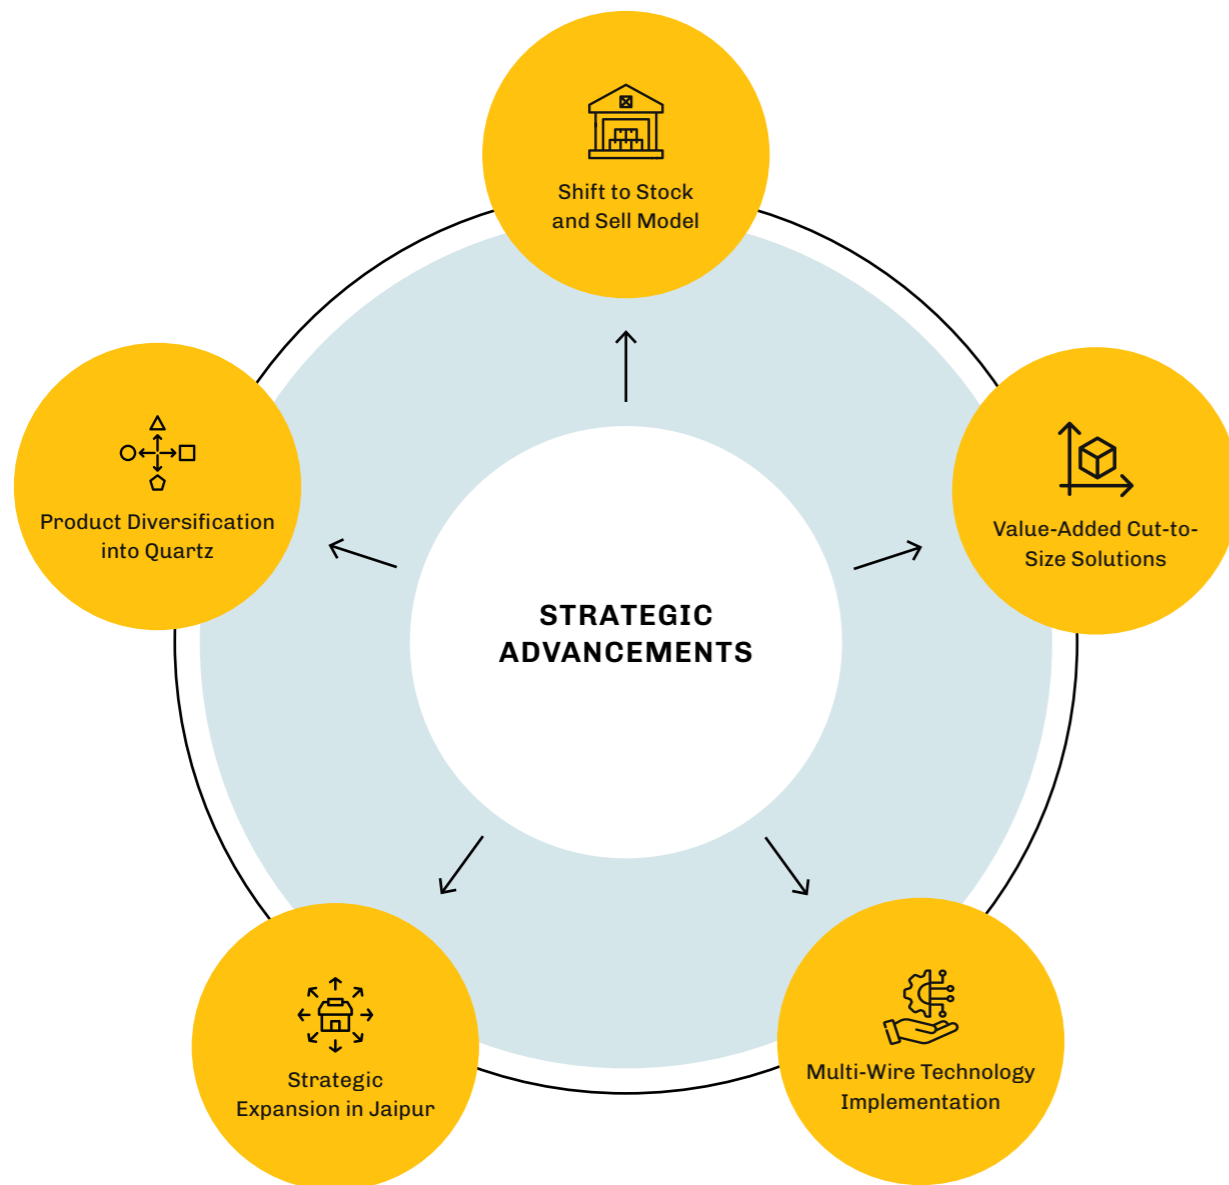 Shift to Stock
and Sell Model
Value-Added Cut-to-
Size Solutions
Multi-Wire Technology
Implementation
Strategic
Expansion in Jaipur
Product Diversification
into Quartz
STRATEGIC
ADVANCEMENTS